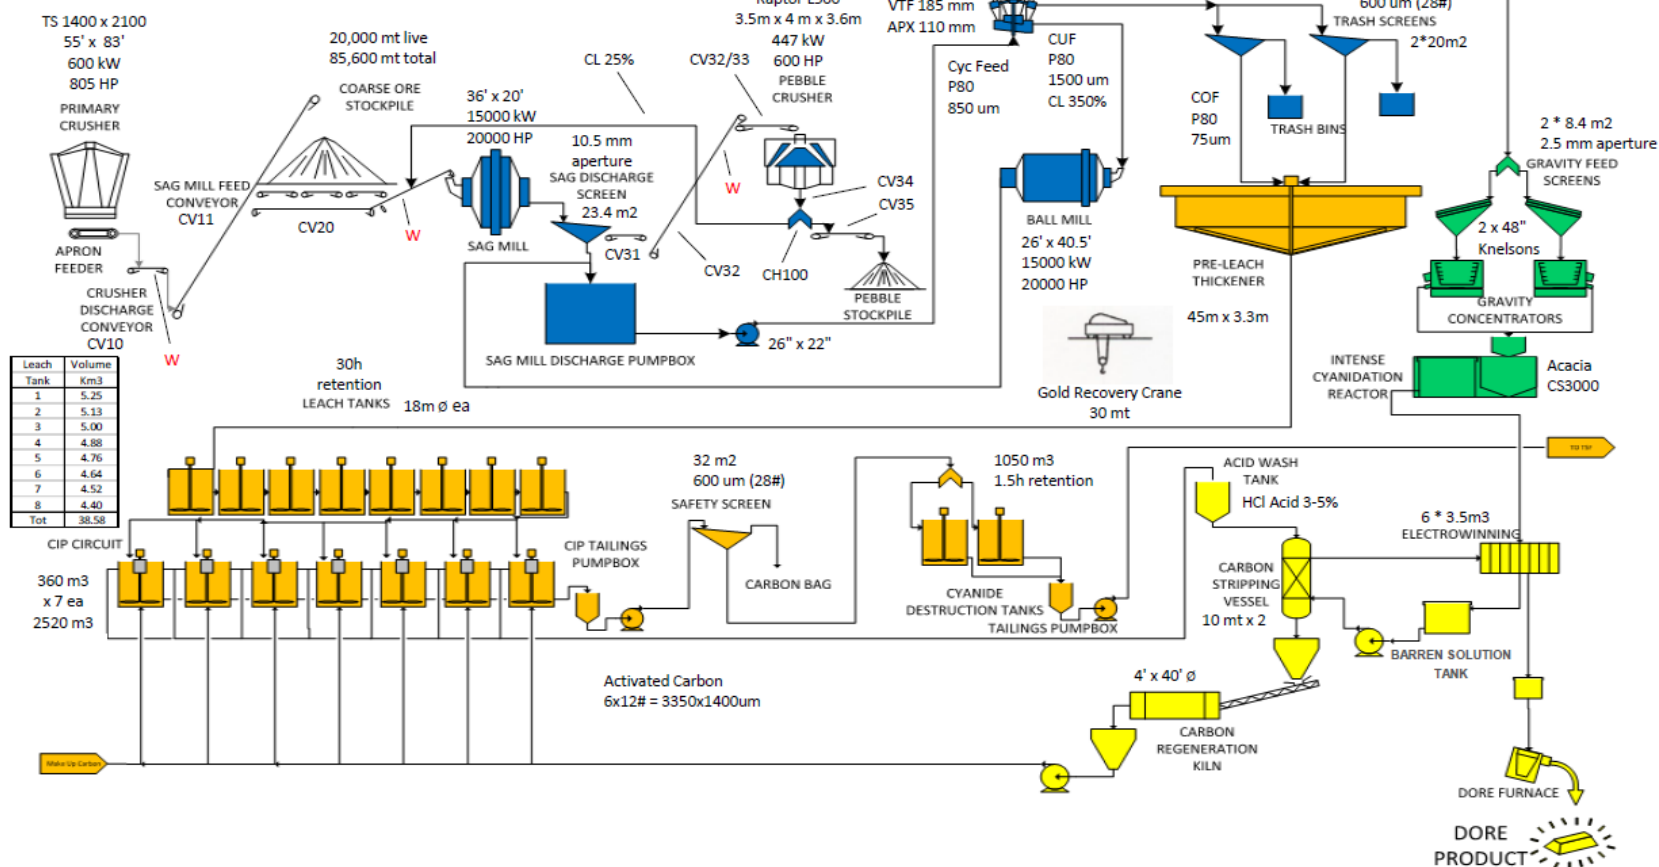 TS 1400 x 2100
55' x 83'
600 kW
805 HP
PRIMARY
CRUSHER
APRON
FEEDER
CRUSHER
DISCHARGE
CONVEYOR
CV10
W
SAG MILL FEED
CONVEYOR
CV11
20,000 mt live
85,600 mt total
COARSE ORE
STOCKPILE
CV20
W
36' x 20'
15000 kW
20000 HP
SAG MILL
CL 25%
10.5 mm
aperture
SAG DISCHARGE
SCREEN
23.4 m2
CV31
CV32
W
CV32/33
3.5m x 4 m x 3.6m
447 kW
600 HP
PEBBLE
CRUSHER
CV34
CV35
CH100
PEBBLE
STOCKPILE
SAG MILL DISCHARGE PUMPBOX
26" x 22"
VTF 185 mm
APX 110 mm
Cyc Feed
P80
850 um
CUF
P80
1500 um
CL 350%
BALL MILL
26' x 40.5'
15000 kW
20000 HP
600 um (28#)
TRASH SCREENS
2*20m2
COF
P80
75um
TRASH BINS
PRE-LEACH
THICKENER
45m x 3.3m
2 * 8.4 m2
2.5 mm aperture
GRAVITY FEED
SCREENS
2 x 48"
Knelsons
GRAVITY
CONCENTRATORS
INTENSE
CYANIDATION
REACTOR
Acacia
CS3000
Gold Recovery Crane
30 mt
Leach Volume
Tank Km3
1 5.25
2 5.13
3 5.00
4 4.88
5 4.76
6 4.64
7 4.52
8 4.40
Tot 38.58
30h
retention
LEACH TANKS
18m ø ea
CIP CIRCUIT
360 m3
x 7 ea
2520 m3
CIP TAILINGS
PUMPBOX
32 m2
600 um (28#)
SAFETY SCREEN
CARBON BAG
1050 m3
1.5h retention
CYANIDE
DESTRUCTION TANKS
TAILINGS PUMPBOX
TO TSF
ACID WASH
TANK
HCl Acid 3-5%
CARBON
STRIPPING
VESSEL
10 mt x 2
6 * 3.5m3
ELECTROWINNING
BARREN SOLUTION
TANK
Activated Carbon
6x12# = 3350x1400um
4' x 40' ø
CARBON
REGENERATION
KILN
Make Up Carbon
DORE FURNACE
DORE
PRODUCT